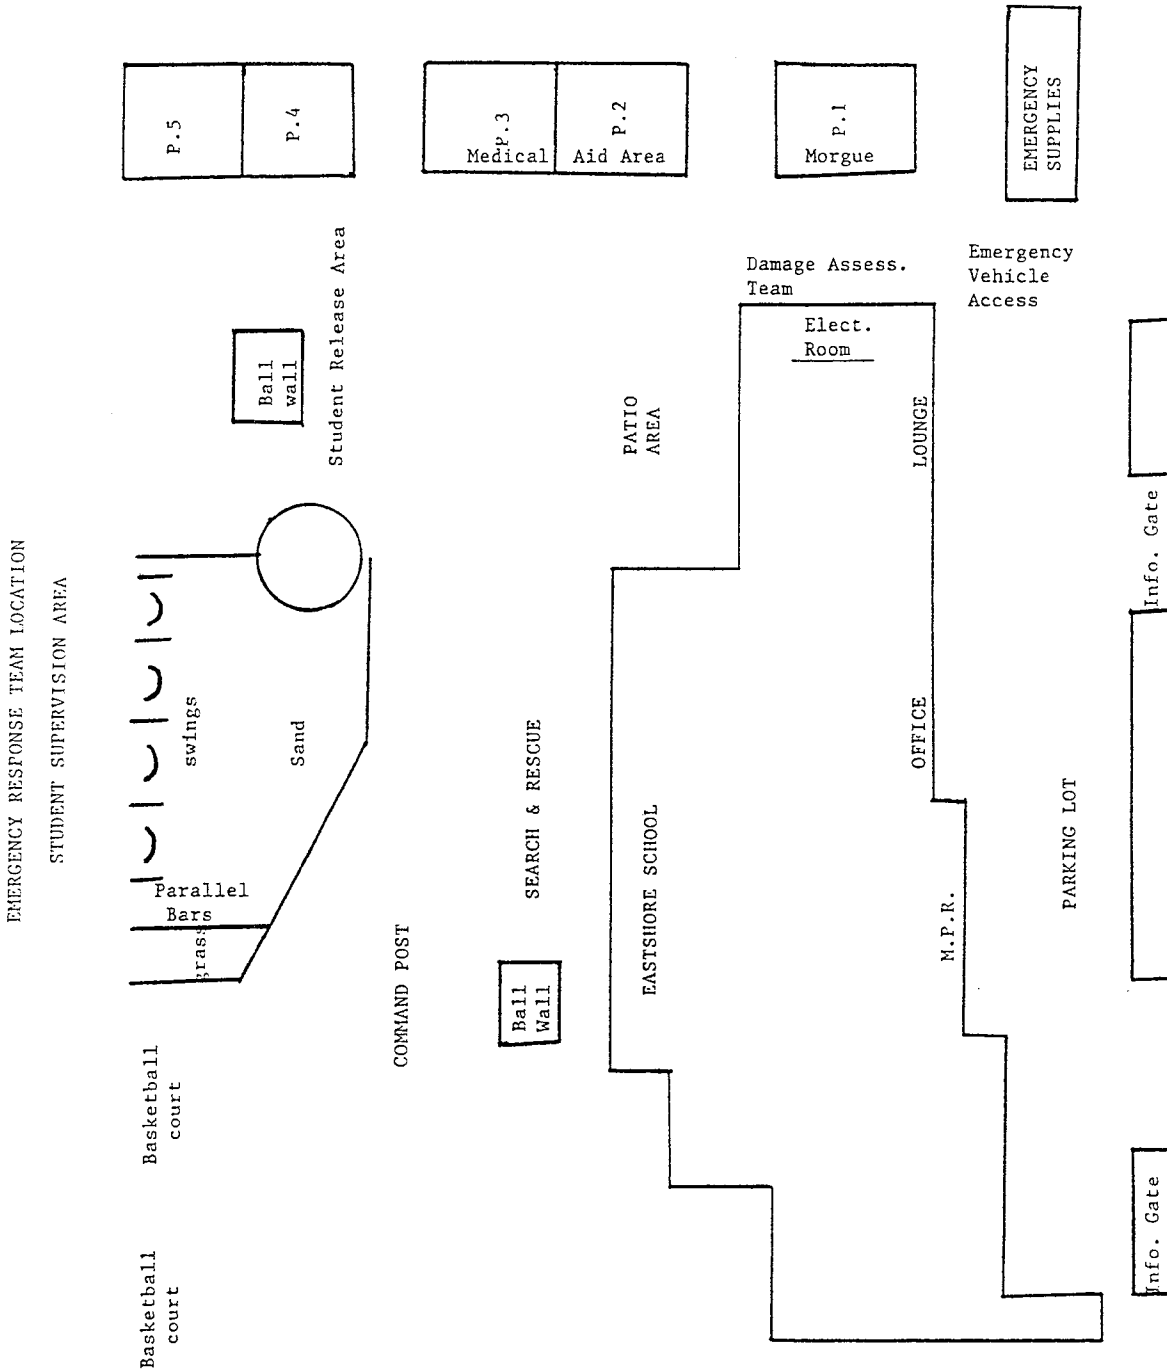 EMERGENCY RESPONSE TEAM LOCATION
STUDENT SUPERVISION AREA
P.5
P.4
P.3
Medical
P.2
Aid Area
P.1
Morgue
EMERGENCY
SUPPLIES
Student Release Area
Ball
wall
Damage Assess.
Team
Emergency
Vehicle
Access
Elect.
Room
PATIO
AREA
LOUNGE
Info. Gate
swings
Sand
Parallel
Bars
grass
SEARCH & RESCUE
OFFICE
EASTSHORE SCHOOL
PARKING LOT
M.P.R.
COMMAND POST
Ball
Wall
Basketball
court
Basketball
court
Info. Gate